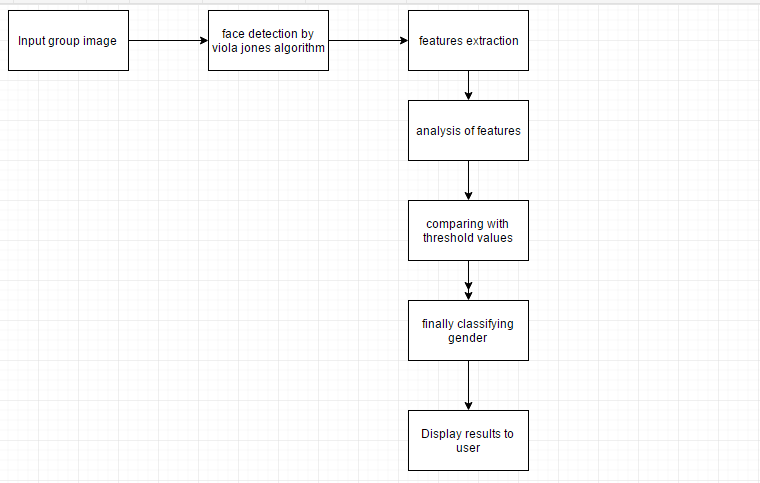 Input group image
face detection by
viola jones algorithm
features extraction
analysis of features
comparing with
threshold values
finally classifying
gender
Display results to
user